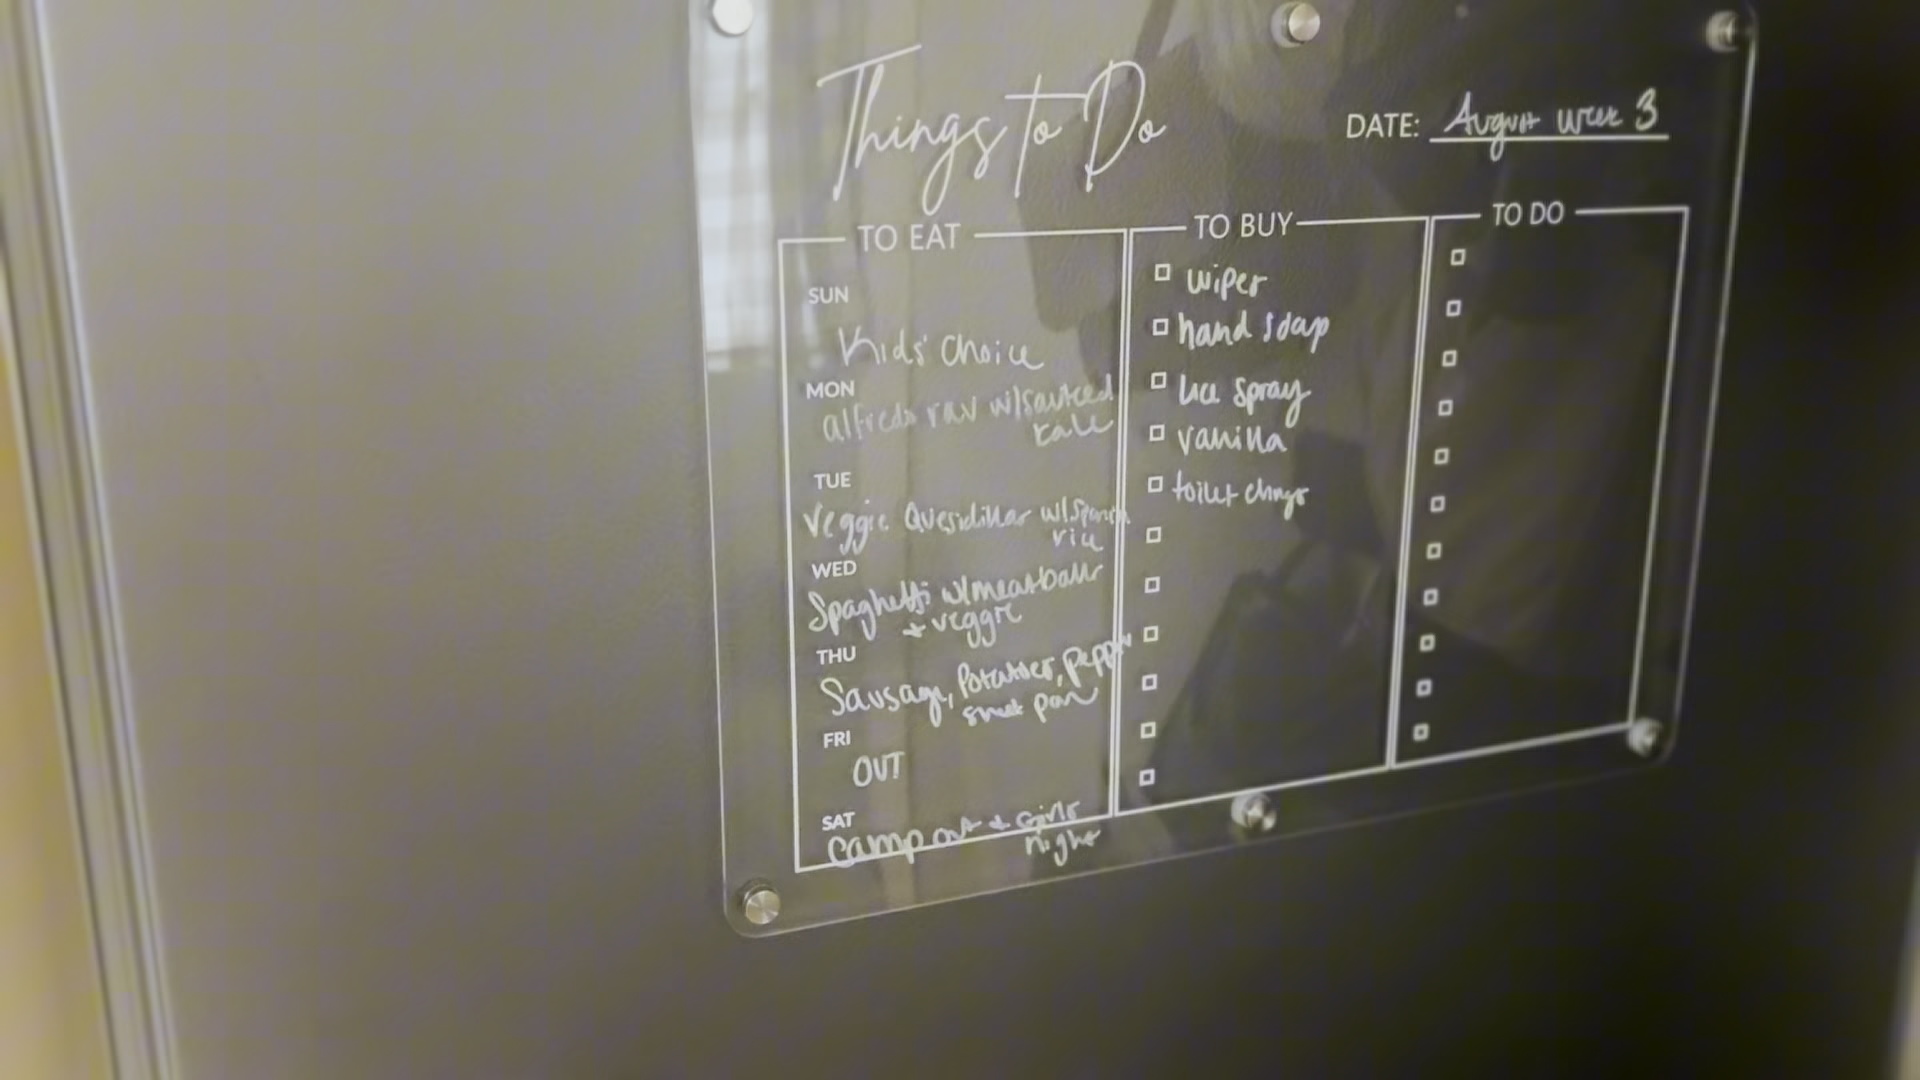 Things to Do
DATE: August week 3
TO EAT
SUN
Kids' Choice
MON
alfredo rav w/sauteed
kale
TUE
Veggie Quesidillas w/Spanish
rice
WED
Spaghetti w/meatballs
+ veggie
THU
Sausage, Potatoes, pepper
sheet pan
FRI
OUT
SAT
camp out + girls
night
TO BUY
wiper
hand soap
lice spray
vanilla
toilet
TO DO